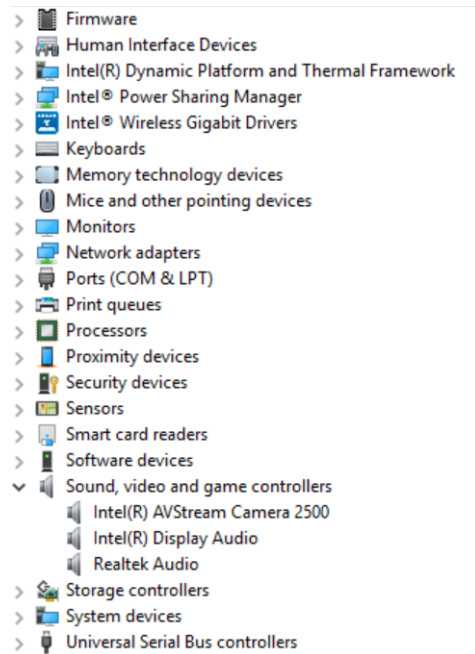 Firmware
Human Interface Devices
Intel(R) Dynamic Platform and Thermal Framework
Intel® Power Sharing Manager
Intel® Wireless Gigabit Drivers
Keyboards
Memory technology devices
Mice and other pointing devices
Monitors
Network adapters
Ports (COM & LPT)
Print queues
Processors
Proximity devices
Security devices
Sensors
Smart card readers
Software devices
Sound, video and game controllers
Intel(R) AVStream Camera 2500
Intel(R) Display Audio
Realtek Audio
Storage controllers
System devices
Universal Serial Bus controllers